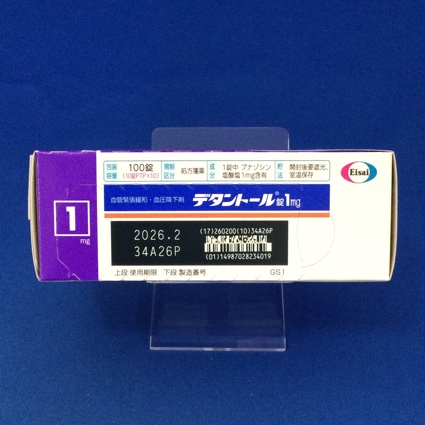 包装 100錠 規制 処方箋薬 成 1錠中 ブナゾシン 貯 開封後要遮光、
容量 (10錠PTP×10) 区分 分 塩酸塩1mg含有 法 室温保存
Eisai
血管緊張緩和・血圧降下剤 デタントール®錠1mg
1
mg
2026.2
34A26P
(17)260200(10)34A26P
(01)14987028234019
上段:使用期限 下段:製造番号
GS1